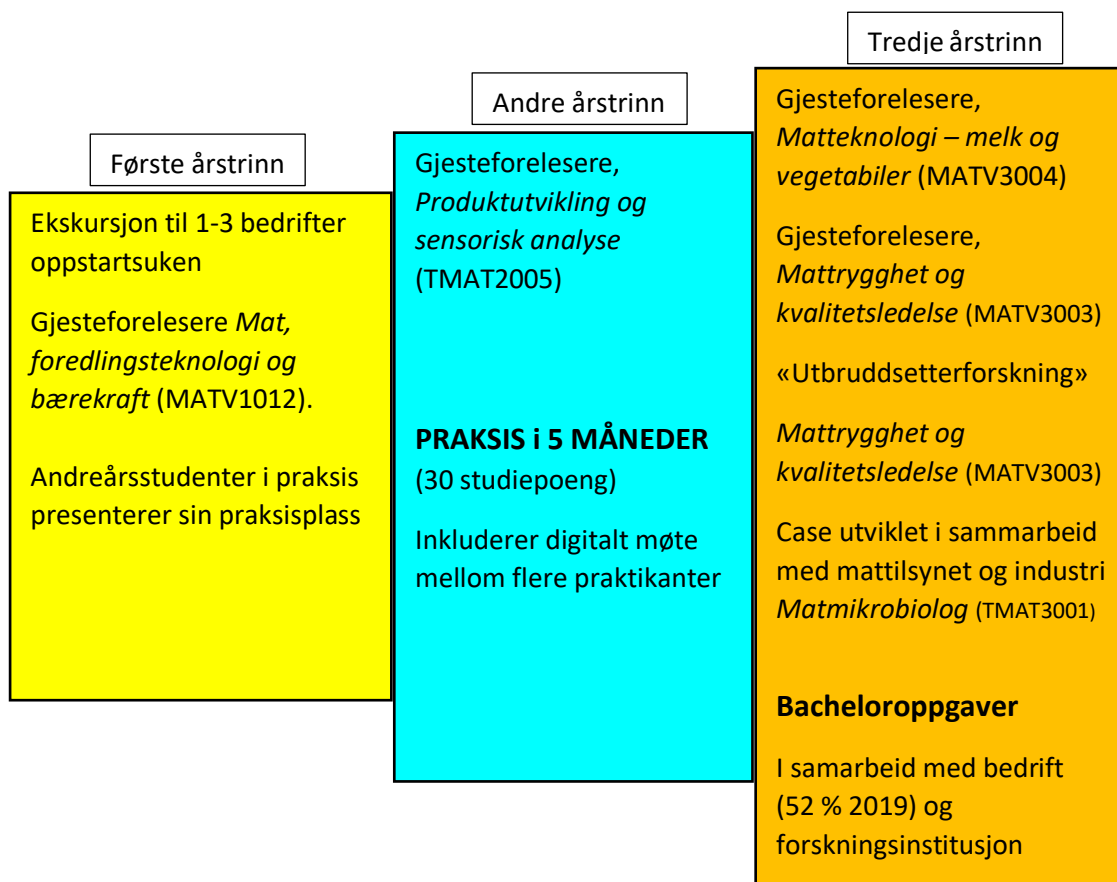 Første årstrinn
Ekskursjon til 1-3 bedrifter
oppstartsuken
Gjesteforelesere Mat,
foredlingsteknologi og
bærekraft (MATV1012).
Andreårsstudenter i praksis
presenterer sin praksisplass
Andre årstrinn
Gjesteforelesere,
Produktutvikling og
sensorisk analyse
(TMAT2005)
PRAKSIS i 5 MÅNEDER
(30 studiepoeng)
Inkluderer digitalt møte
mellom flere praktikanter
Tredje årstrinn
Gjesteforelesere,
Matteknologi – melk og
vegetabiler (MATV3004)
Gjesteforelesere,
Mattrygghet og
kvalitetsledelse (MATV3003)
«Utbruddsetterforskning»
Mattrygghet og
kvalitetsledelse (MATV3003)
Case utviklet i sammarbeid
med mattilsynet og industri
Matmikrobiolog (TMAT3001)
Bacheloroppgaver
I samarbeid med bedrift
(52 % 2019) og
forskningsinstitusjon